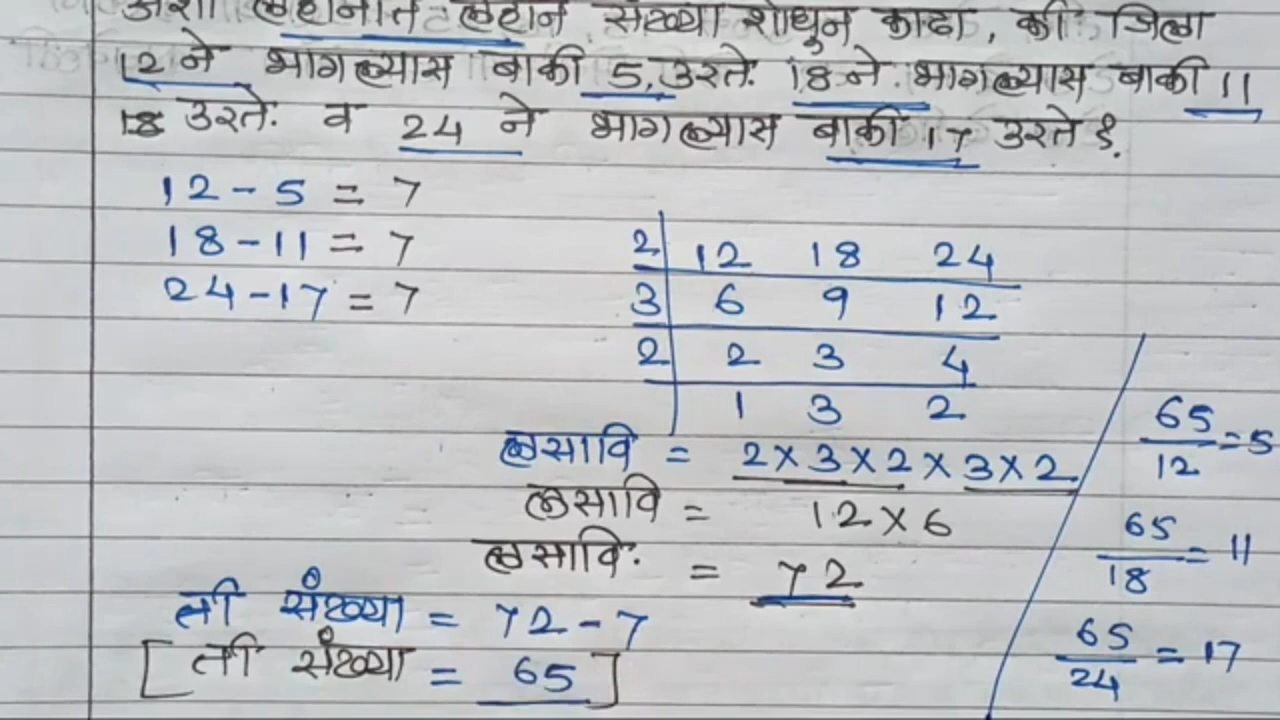 अशी लहानात लहान संख्या शोधुन काढा, की जिला
12 ने भागल्यास बाकी 5, उरते. 18 ने भागल्यास बाकी 11
18 उरते. व 24 ने भागल्यास बाकी 17 उरते ?
12 - 5 = 7
18 - 11 = 7
24 - 17 = 7
2 12 18 24
3 6 9 12
2 2 3 4
1 3 2
लसावि = 2 × 3 × 2 × 3 × 2
लसावि = 12 × 6
लसावि. = 72
ती संख्या = 72 - 7
[ ती संख्या = 65 ]
65/12 = 5
65/18 = 11
65/24 = 17